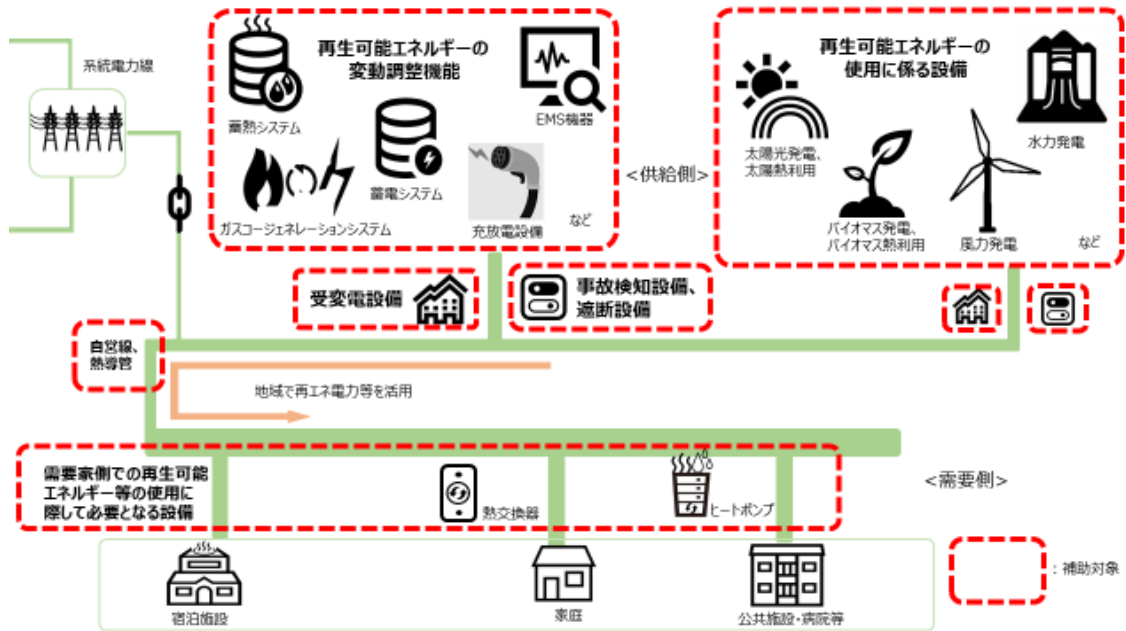 系統電力線
再生可能エネルギーの
変動調整機能
蓄熱システム
EMS機器
蓄電システム
ガスコージェネレーションシステム
充放電設備
など
<供給側>
再生可能エネルギーの
使用に係る設備
太陽光発電、
太陽熱利用
水力発電
バイオマス発電、
バイオマス熱利用
風力発電
など
受変電設備
事故検知設備、
遮断設備
自営線、
熱導管
地域で再エネ電力等を活用
需要家側での再生可能
エネルギー等の使用に
際して必要となる設備
熱交換器
ヒートポンプ
<需要側>
宿泊施設
家庭
公共施設・病院等
：補助対象